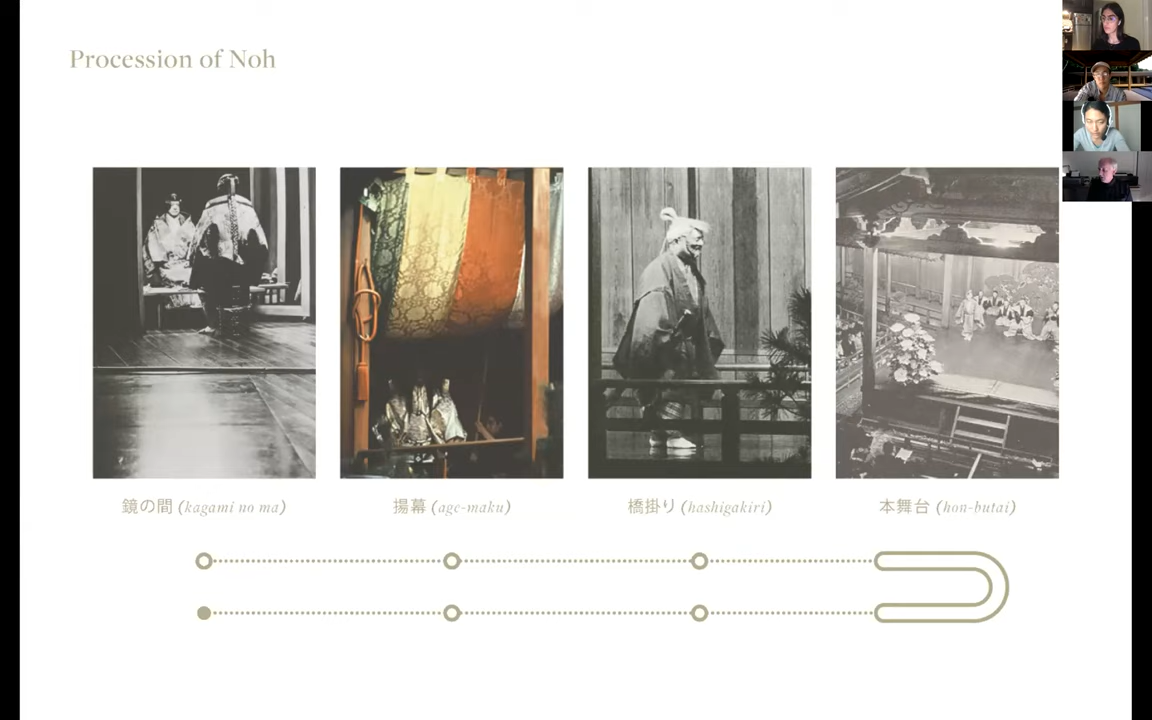 Procession of Noh
鏡の間 (kagami no ma)
揚幕 (age-maku)
橋掛り (hashigakiri)
本舞台 (hon-butai)